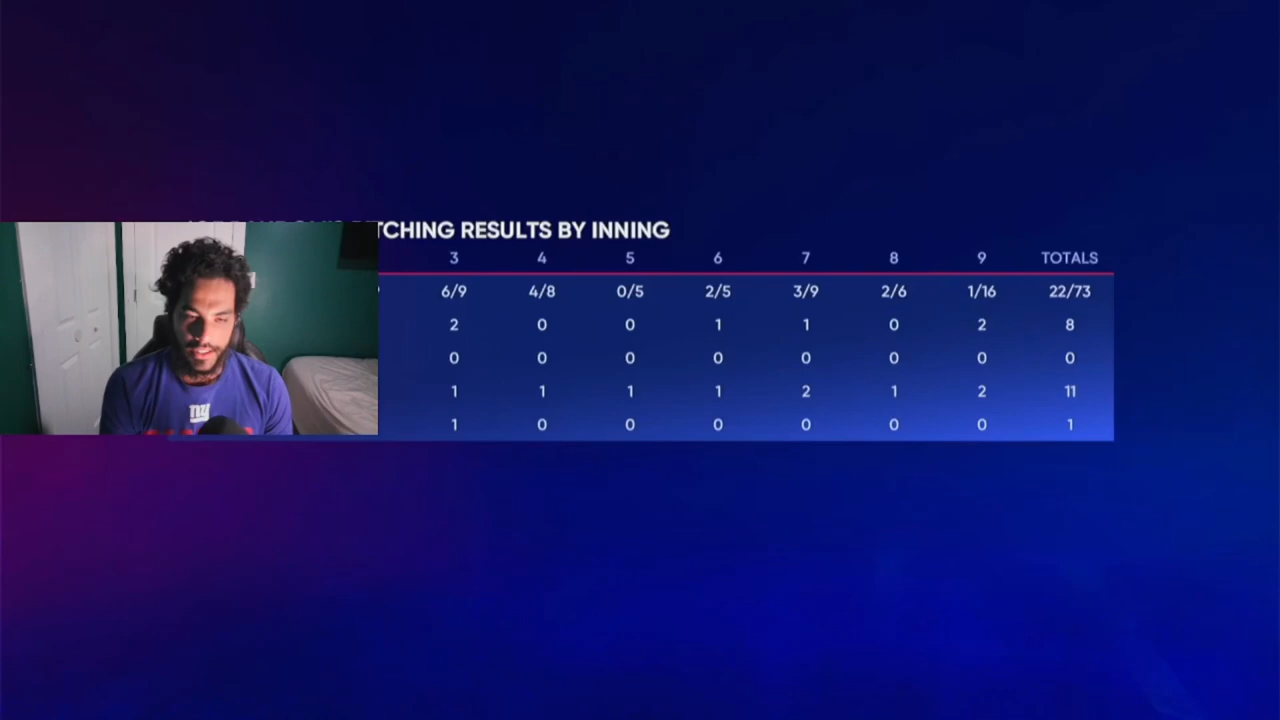 TCHING RESULTS BY INNING
3 4 5 6 7 8 9 TOTALS
6/9 4/8 0/5 2/5 3/9 2/6 1/16 22/73
2 0 0 1 1 0 2 8
0 0 0 0 0 0 0 0
1 1 1 1 2 1 2 11
1 0 0 0 0 0 0 1
ny